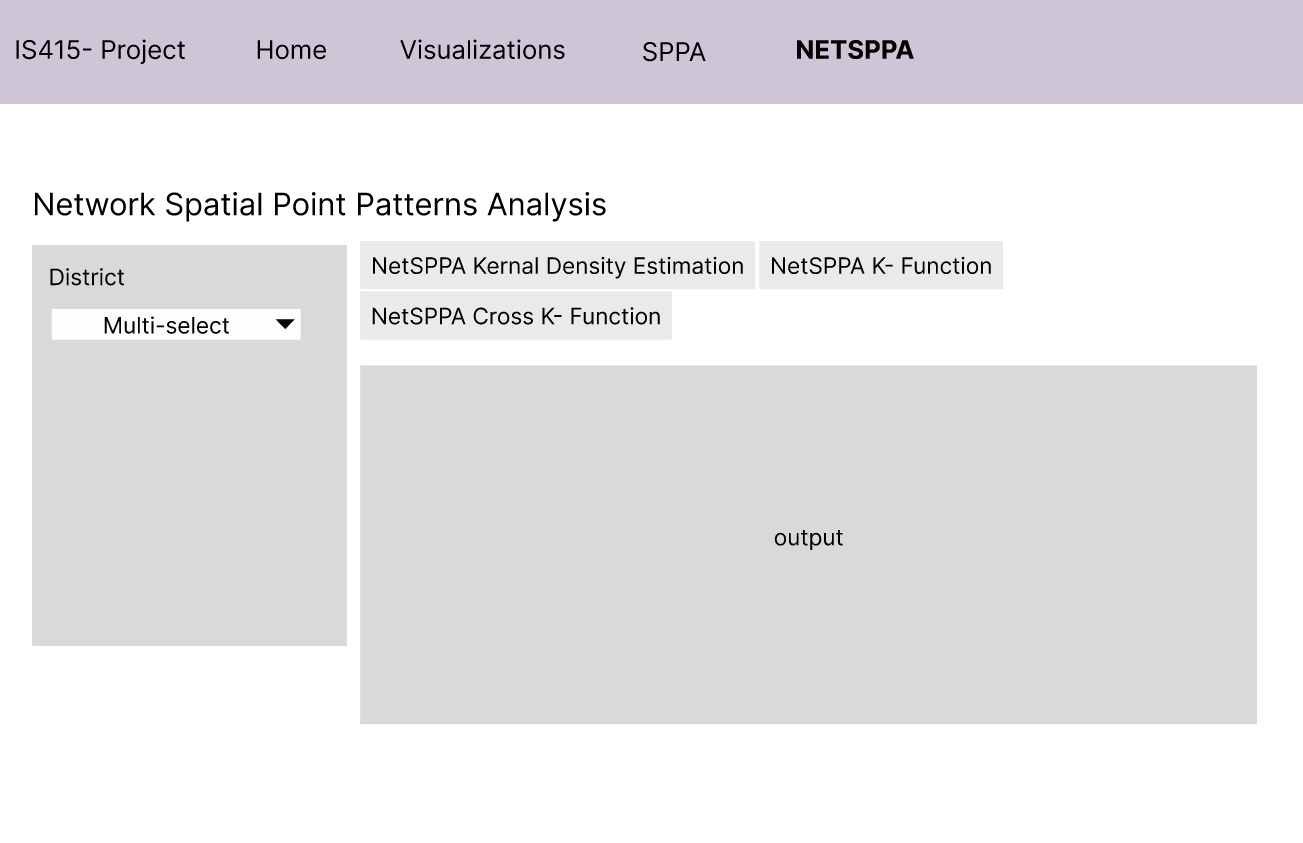 IS415- Project Home Visualizations SPPA NETSPPA
Network Spatial Point Patterns Analysis
District
Multi-select
NetSPPA Kernal Density Estimation NetSPPA K- Function
NetSPPA Cross K- Function
output